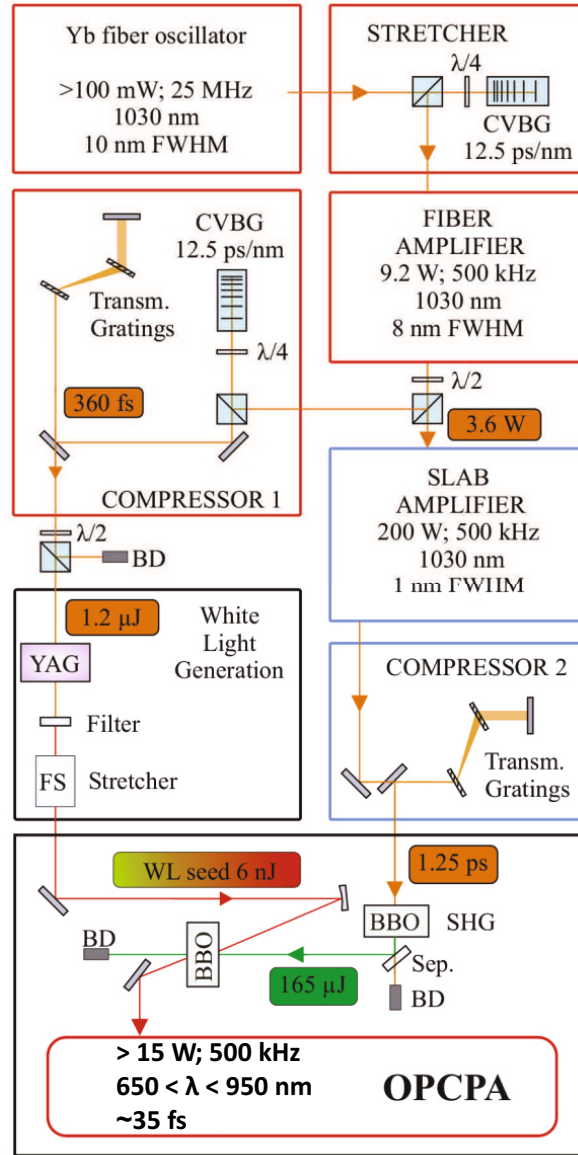 Yb fiber oscillator
>100 mW; 25 MHz
1030 nm
10 nm FWHM
STRETCHER
λ/4
CVBG
12.5 ps/nm
CVBG
12.5 ps/nm
Transm.
Gratings
λ/4
360 fs
COMPRESSOR 1
FIBER
AMPLIFIER
9.2 W; 500 kHz
1030 nm
8 nm FWHM
λ/2
3.6 W
SLAB
AMPLIFIER
200 W; 500 kHz
1030 nm
1 nm FWHM
λ/2
BD
1.2 µJ
White
Light
Generation
YAG
Filter
FS
Stretcher
COMPRESSOR 2
Transm.
Gratings
WL seed 6 nJ
1.25 ps
BBO
SHG
BD
BBO
Sep.
165 µJ
BD
> 15 W; 500 kHz
650 < λ < 950 nm
~35 fs
OPCPA